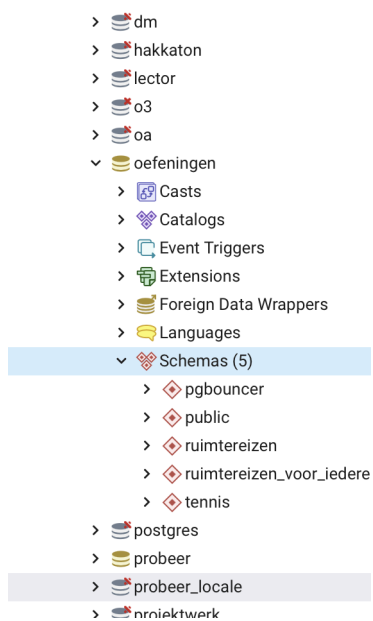 dm
hakkaton
lector
o3
oa
oefeningen
Casts
Catalogs
Event Triggers
Extensions
Foreign Data Wrappers
Languages
Schemas (5)
pgbouncer
public
ruimtereizen
ruimtereizen_voor_iedere
tennis
postgres
probeer
probeer_locale
projektwerk